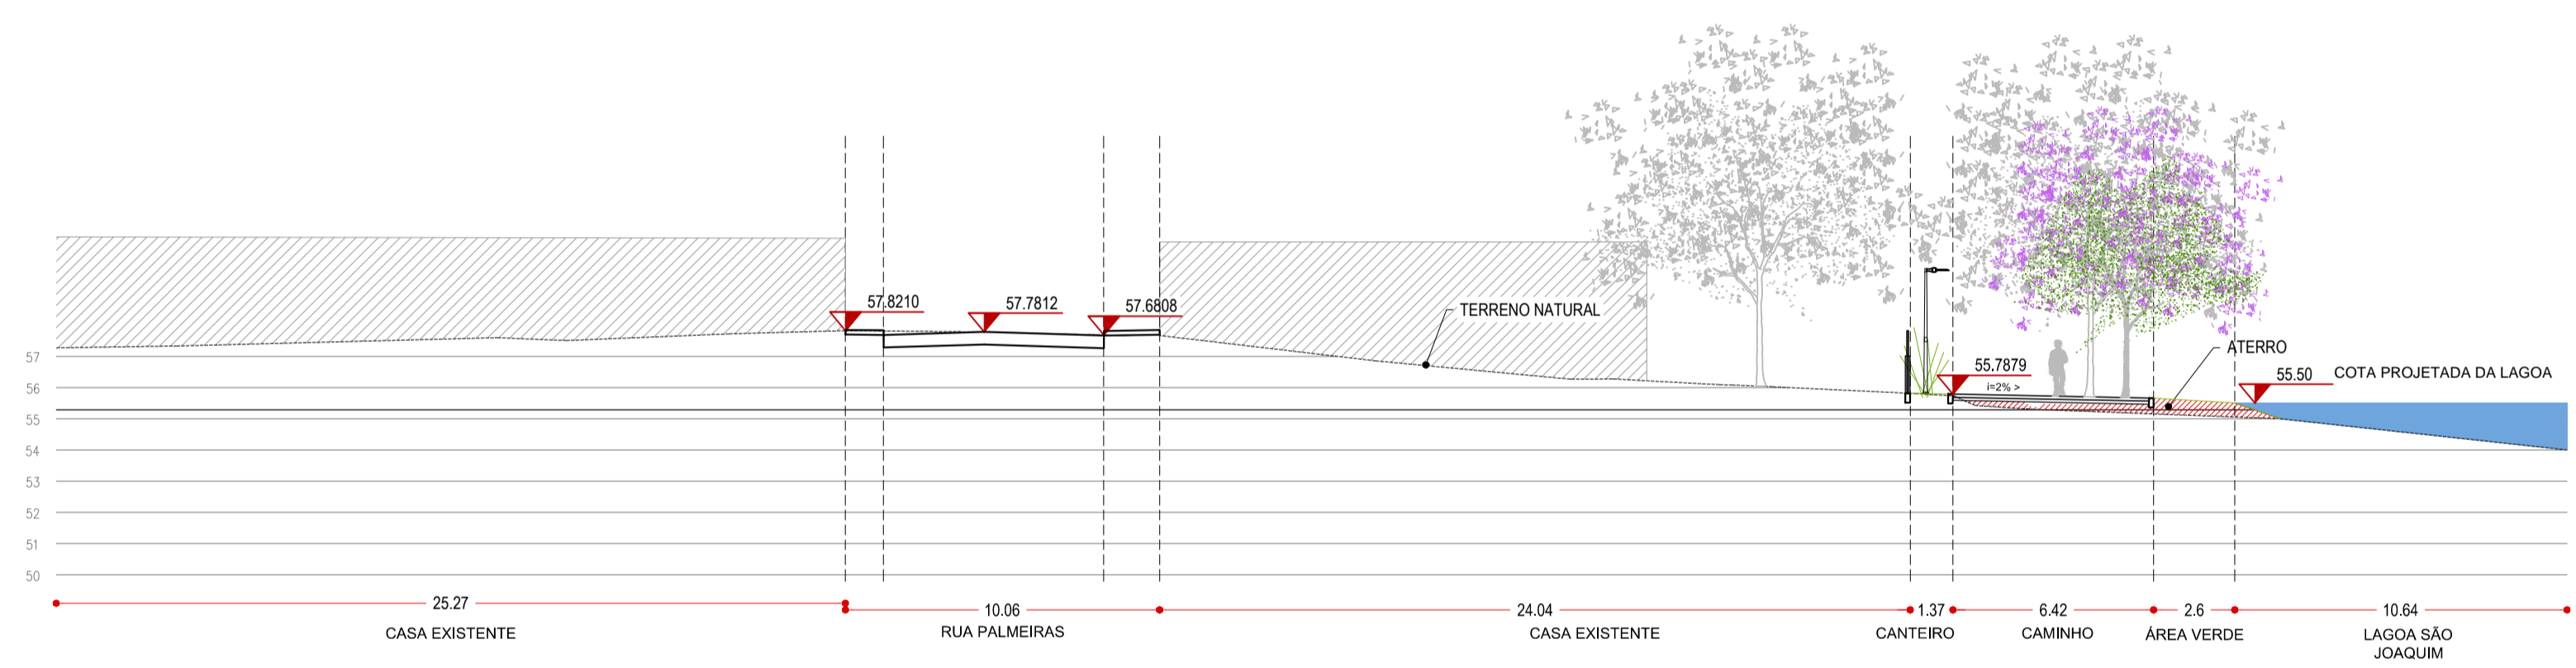 57.8210
57.7812
57.6808
TERRENO NATURAL
55.7879
i=2% >
ATERRO
55.50
COTA PROJETADA DA LAGOA
57
56
55
54
53
52
51
50
25.27
10.06
24.04
1.37
6.42
2.6
10.64
CASA EXISTENTE
RUA PALMEIRAS
CASA EXISTENTE
CANTEIRO
CAMINHO
ÁREA VERDE
LAGOA SÃO
JOAQUIM